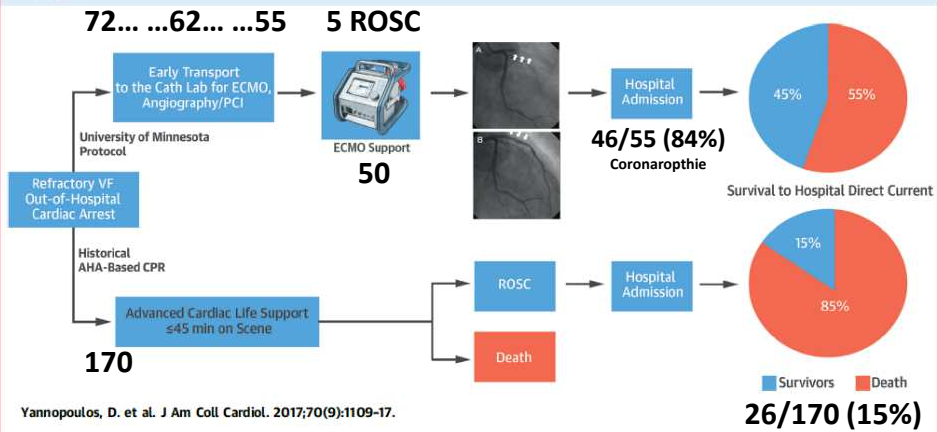 72... ...62... ...55
5 ROSC
Early Transport
to the Cath Lab for ECMO,
Angiography/PCI
University of Minnesota
Protocol
ECMO Support
50
A
B
Hospital
Admission
46/55 (84%)
Coronaropthie
45%
55%
Survival to Hospital Direct Current
Refractory VF
Out-of-Hospital
Cardiac Arrest
Historical
AHA-Based CPR
Advanced Cardiac Life Support
≤45 min on Scene
170
ROSC
Death
Hospital
Admission
15%
85%
Survivors
Death
26/170 (15%)
Yannopoulos, D. et al. J Am Coll Cardiol. 2017;70(9):1109-17.